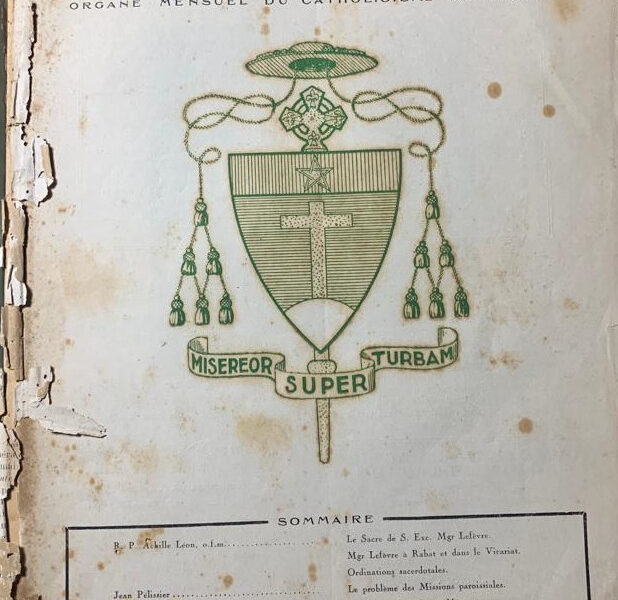 ORGANE MENSUEL DU
MISEREOR SUPER TURBAM
SOMMAIRE
R. P. Achille Léon, o.f.m.
Le Sacre de S. Exc. Mgr Lefèvre.
Mgr Lefèvre à Rabat et dans le Vicariat.
Ordinations sacerdotales.
Jean Pélissier
Le problème des Missions paroissiales.